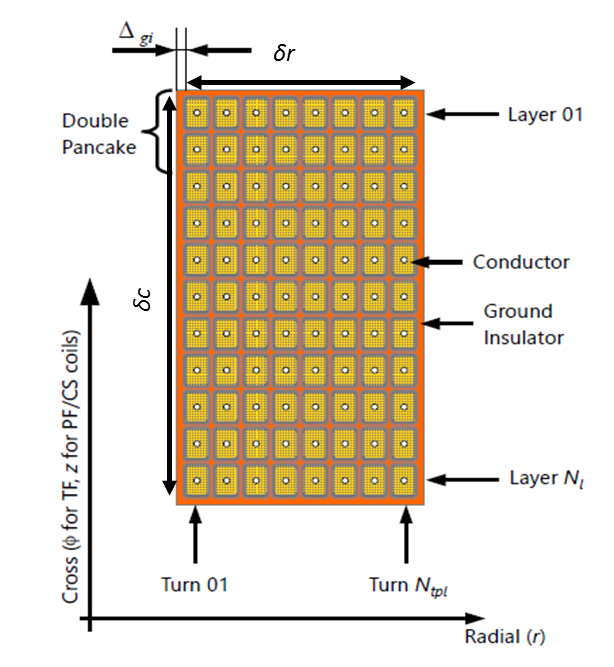 Δ gi
δr
Double
Pancake
Layer 01
Conductor
δc
Ground
Insulator
Cross (ϕ for TF, z for PF/CS coils)
Layer Nl
Turn 01
Turn Ntpl
Radial (r)